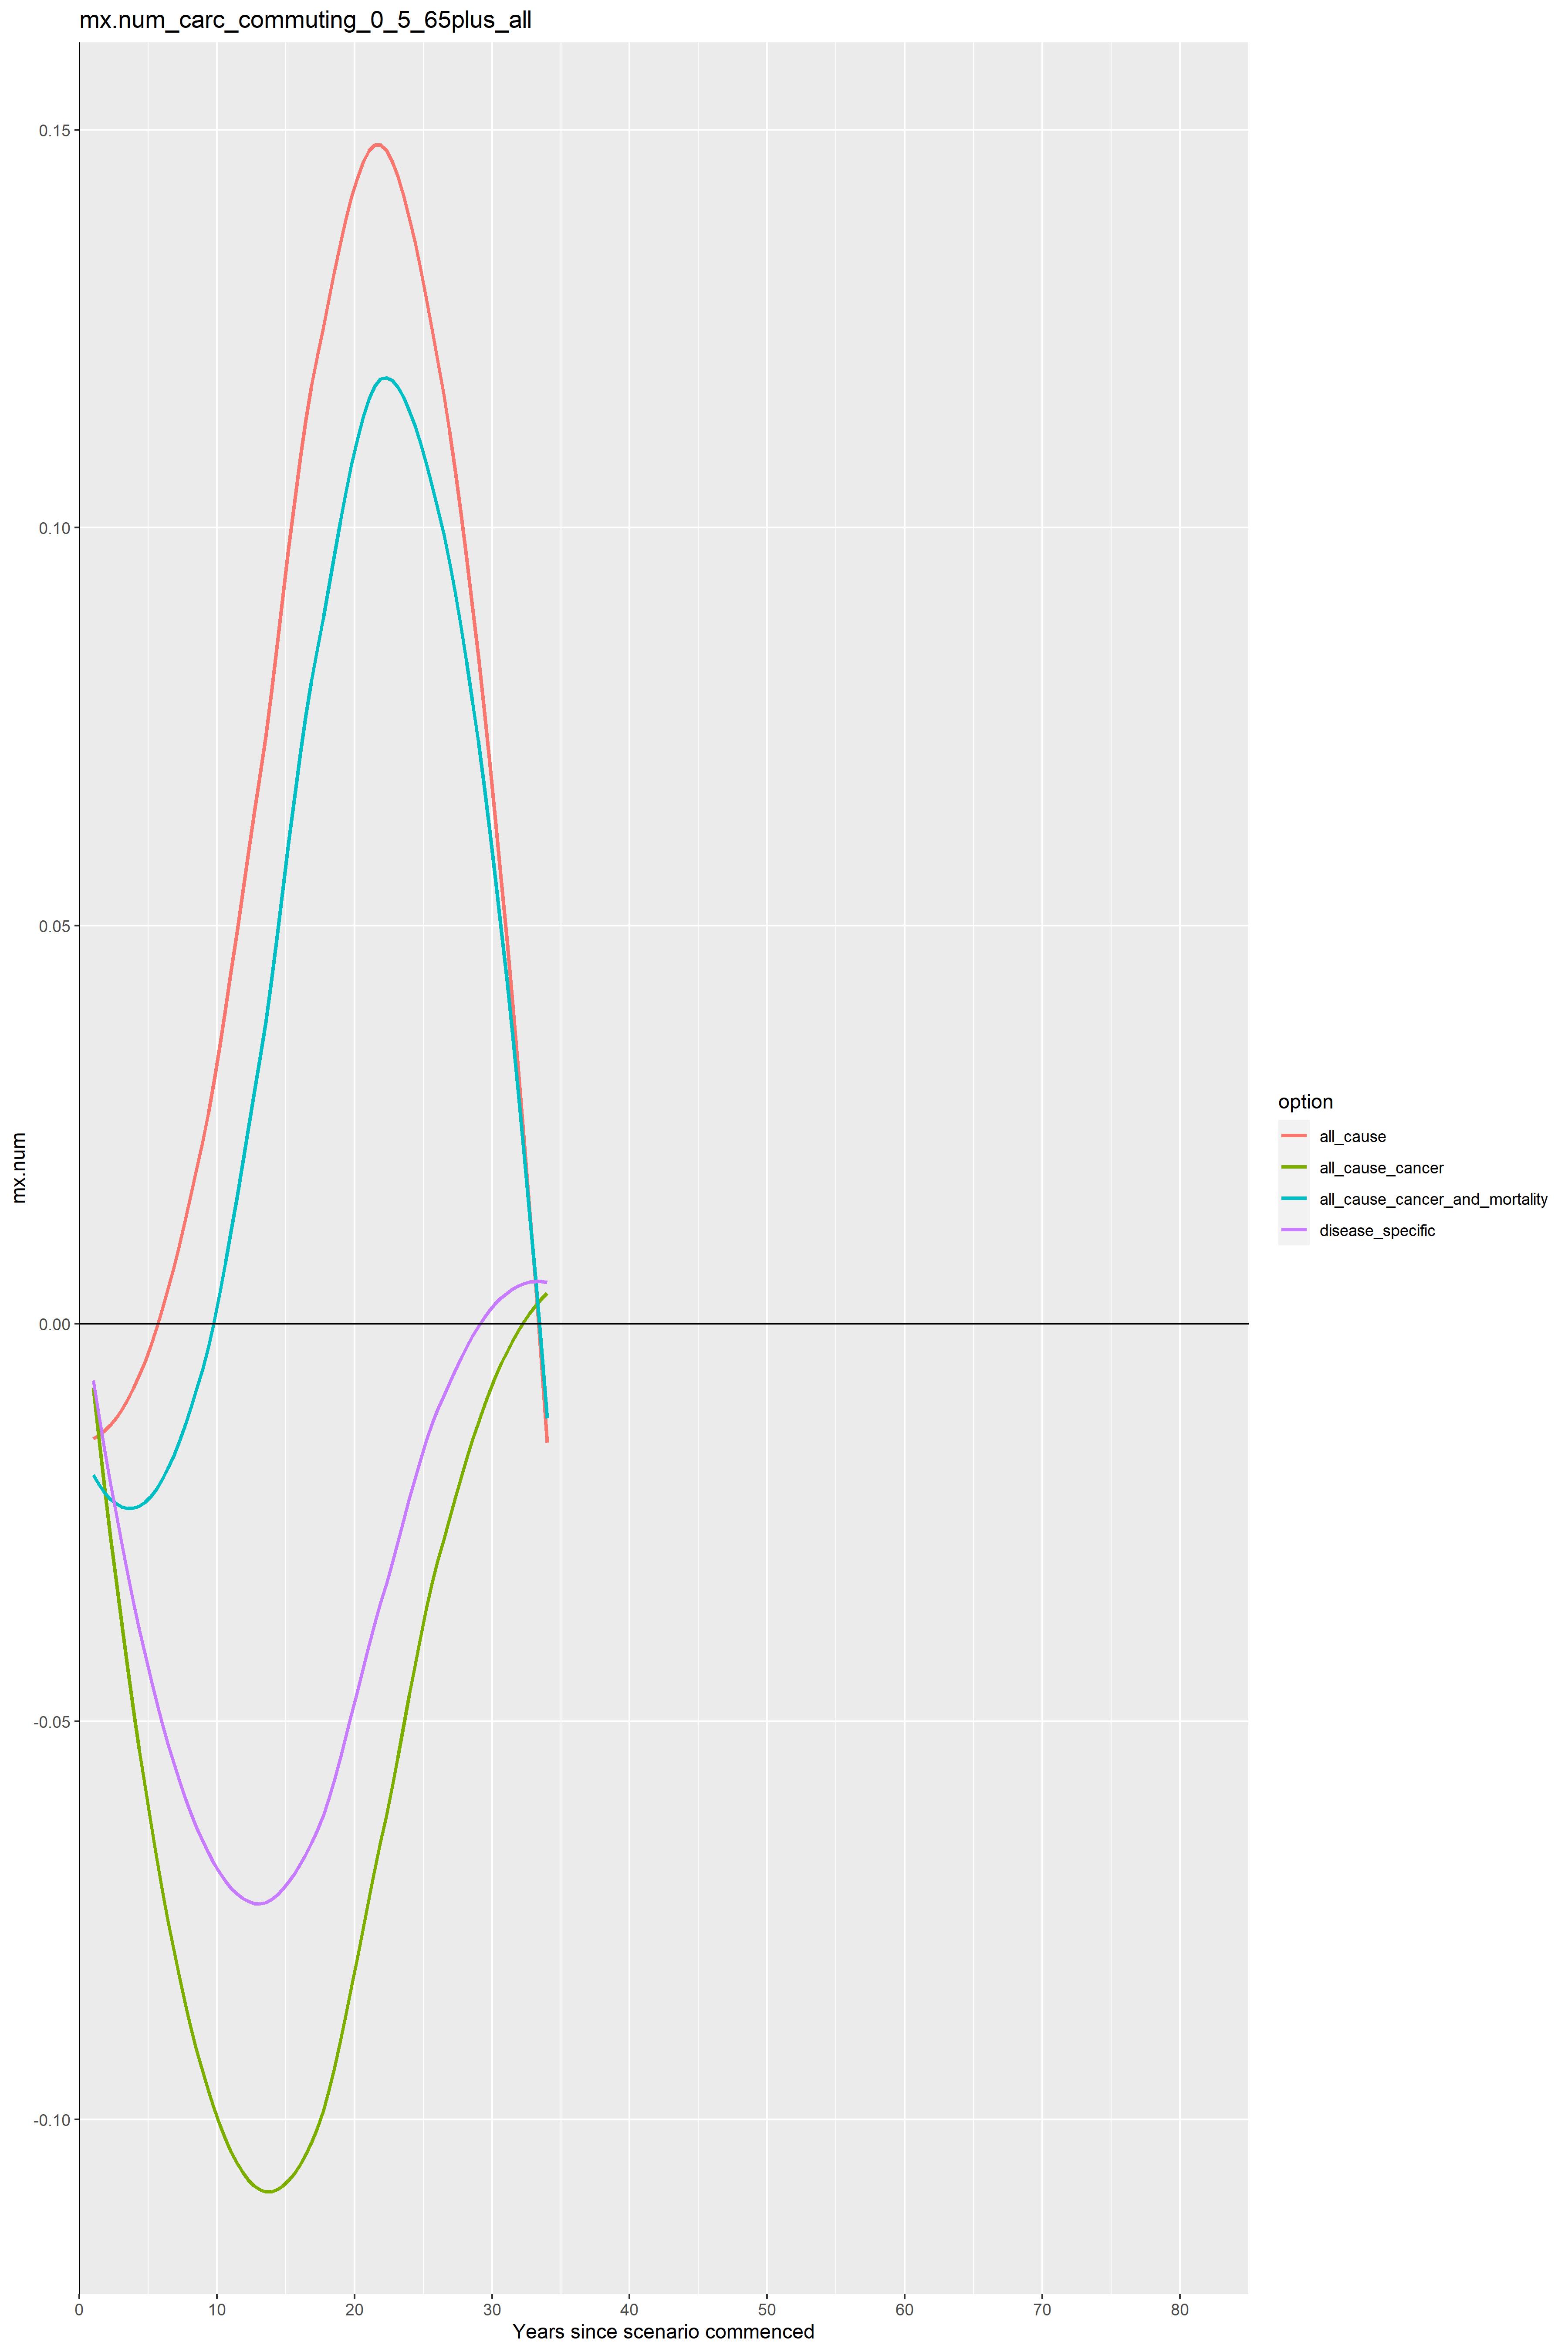 mx.num_carc_commuting_0_5_65plus_all
0.15
0.10
0.05
0.00
-0.05
-0.10
mx.num
0 10 20 30 40 50 60 70 80
Years since scenario commenced
option
all_cause
all_cause_cancer
all_cause_cancer_and_mortality
disease_specific